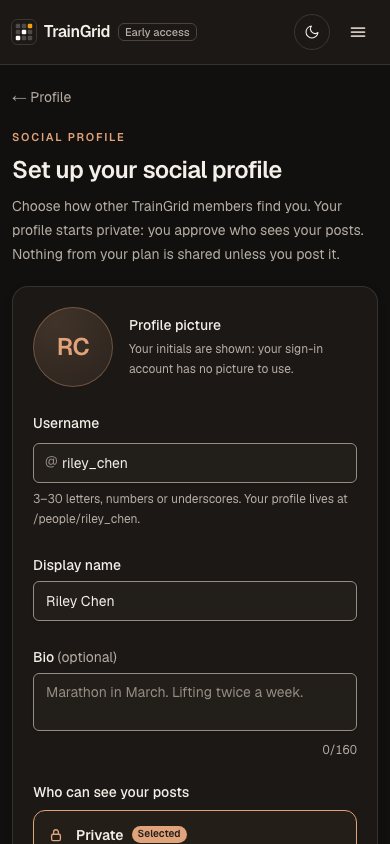 TrainGrid Early access
← Profile
SOCIAL PROFILE
Set up your social profile
Choose how other TrainGrid members find you. Your
profile starts private: you approve who sees your posts.
Nothing from your plan is shared unless you post it.
RC
Profile picture
Your initials are shown: your sign-in
account has no picture to use.
Username
@ riley_chen
3–30 letters, numbers or underscores. Your profile lives at
/people/riley_chen.
Display name
Riley Chen
Bio (optional)
Marathon in March. Lifting twice a week.
0/160
Who can see your posts
Private Selected